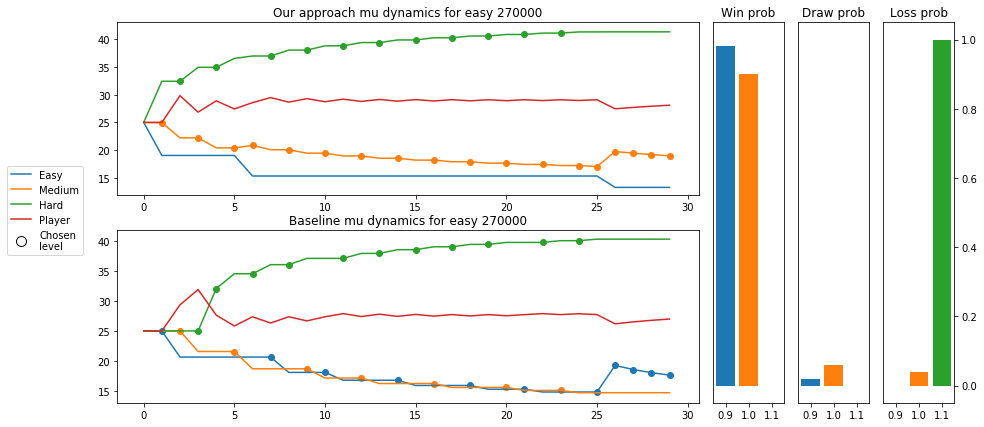 Our approach mu dynamics for easy 270000
40
35
30
25
20
15
0 5 10 15 20 25 30
Baseline mu dynamics for easy 270000
40
35
30
25
20
15
0 5 10 15 20 25 30
Easy
Medium
Hard
Player
Chosen
level
Win prob
0.9 1.0 1.1
Draw prob
0.9 1.0 1.1
Loss prob
0.9 1.0 1.1
1.0
0.8
0.6
0.4
0.2
0.0